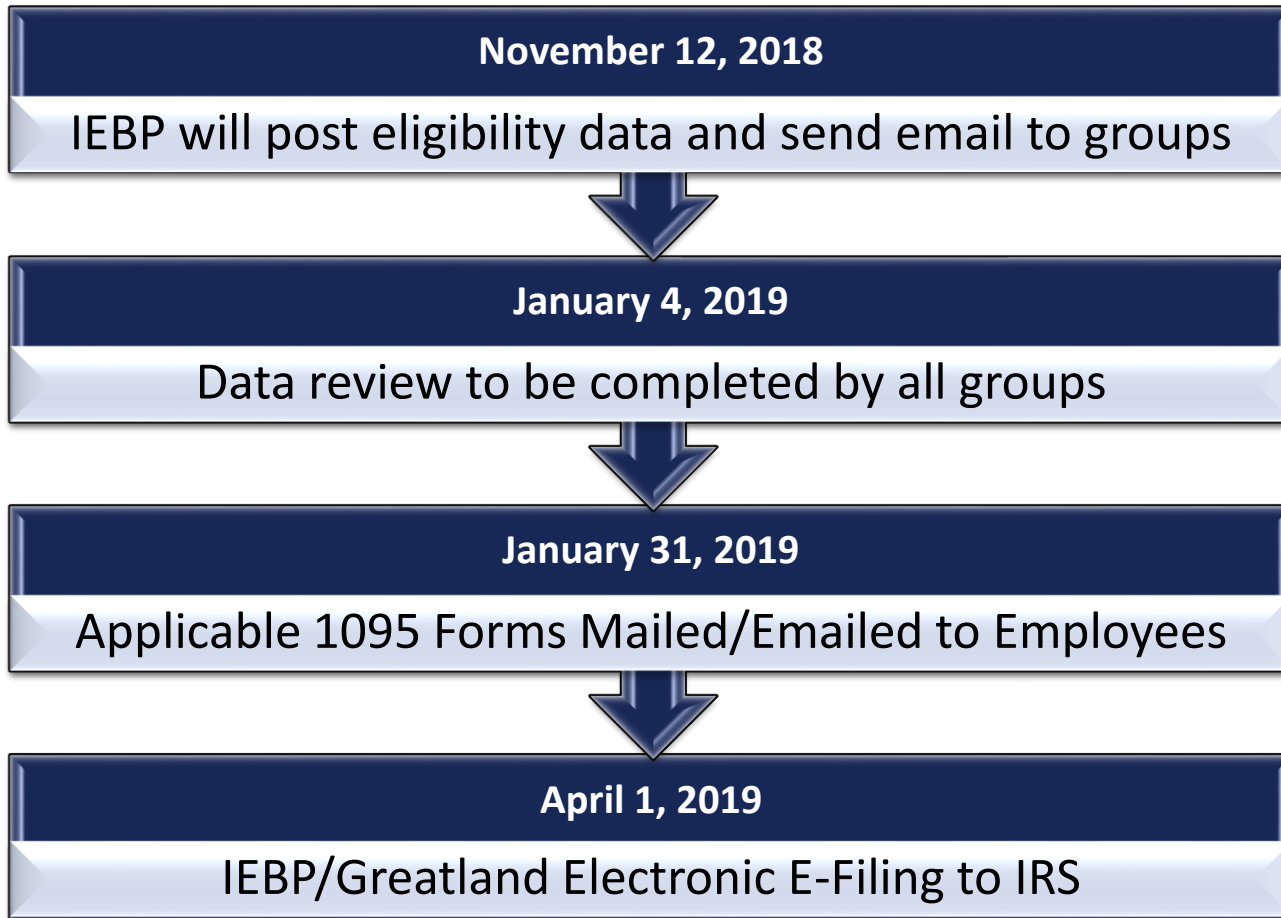 November 12, 2018
IEBP will post eligibility data and send email to groups
January 4, 2019
Data review to be completed by all groups
January 31, 2019
Applicable 1095 Forms Mailed/Emailed to Employees
April 1, 2019
IEBP/Greatland Electronic E-Filing to IRS